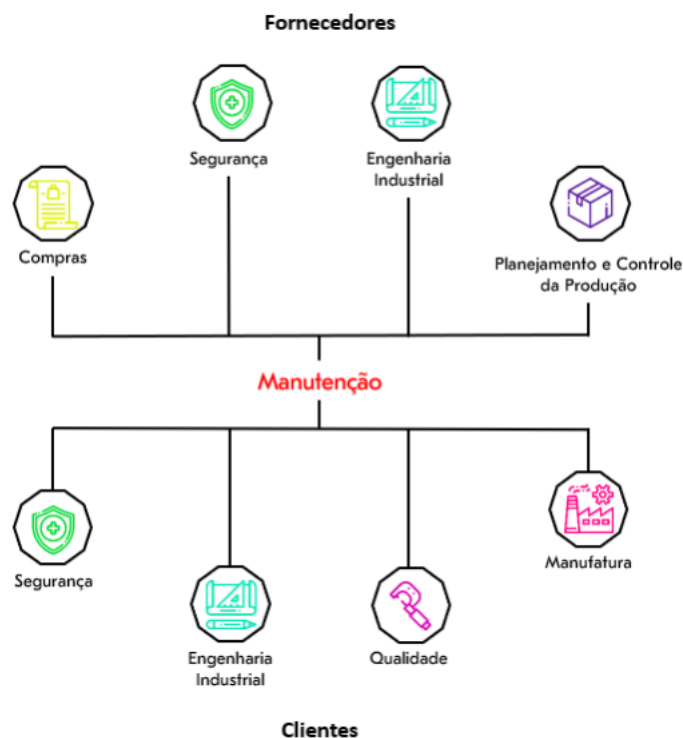 Fornecedores
Segurança
Engenharia
Industrial
Compras
Planejamento e Controle
da Produção
Manutenção
Segurança
Manufatura
Engenharia
Industrial
Qualidade
Clientes